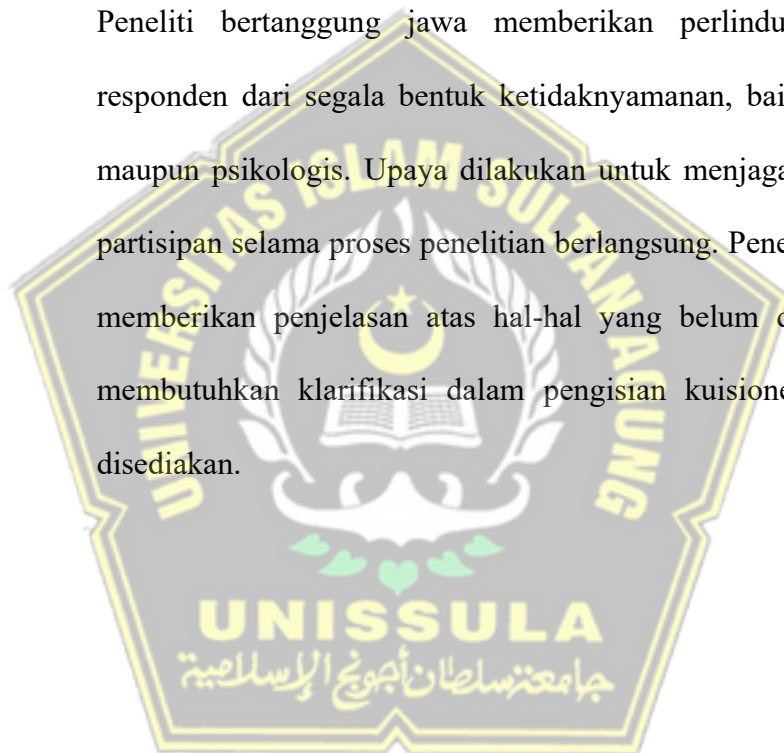 Peneliti bertanggung jawa memberikan perlindu
responden dari segala bentuk ketidaknyamanan, bai
maupun psikologis. Upaya dilakukan untuk menjaga
partisipan selama proses penelitian berlangsung. Pene
memberikan penjelasan atas hal-hal yang belum d
membutuhkan klarifikasi dalam pengisian kuisione
disediakan.
UNIVERSITAS ISLAM SULTAN AGUNG
UNISSULA
جامعنزسلطان أجونج الإسلامية